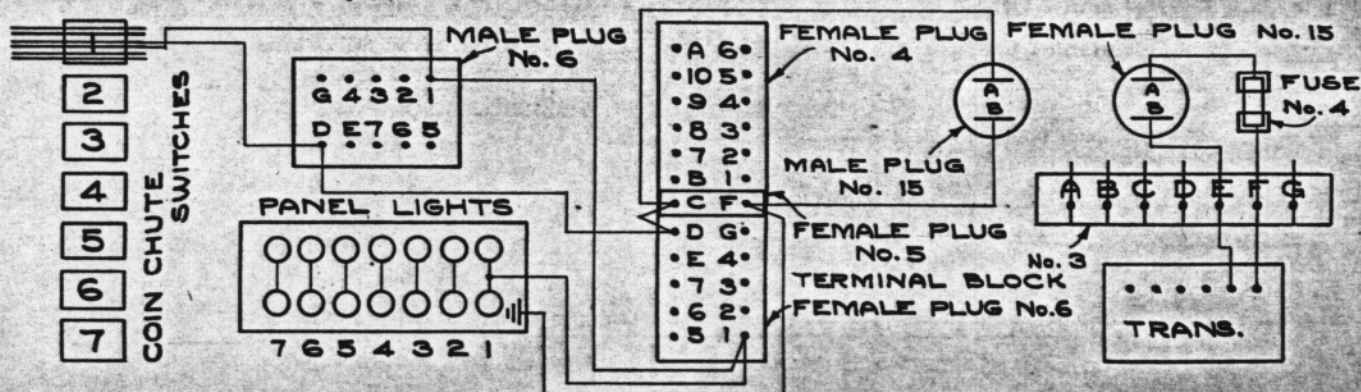 1
2
3
4
5
6
7
COIN CHUTE
SWITCHES
MALE PLUG
No. 6
G 4 3 2 1
D E 7 6 5
PANEL LIGHTS
7 6 5 4 3 2 1
A 6
10 5
9 4
8 3
7 2
B 1
C F
D G
E 4
7 3
6 2
5 1
FEMALE PLUG
No. 4
A
B
MALE PLUG
No. 15
FEMALE PLUG
No. 5
TERMINAL BLOCK
FEMALE PLUG No.6
FEMALE PLUG No. 15
A
B
FUSE
No. 4
A B C D E F G
No. 3
TRANS.